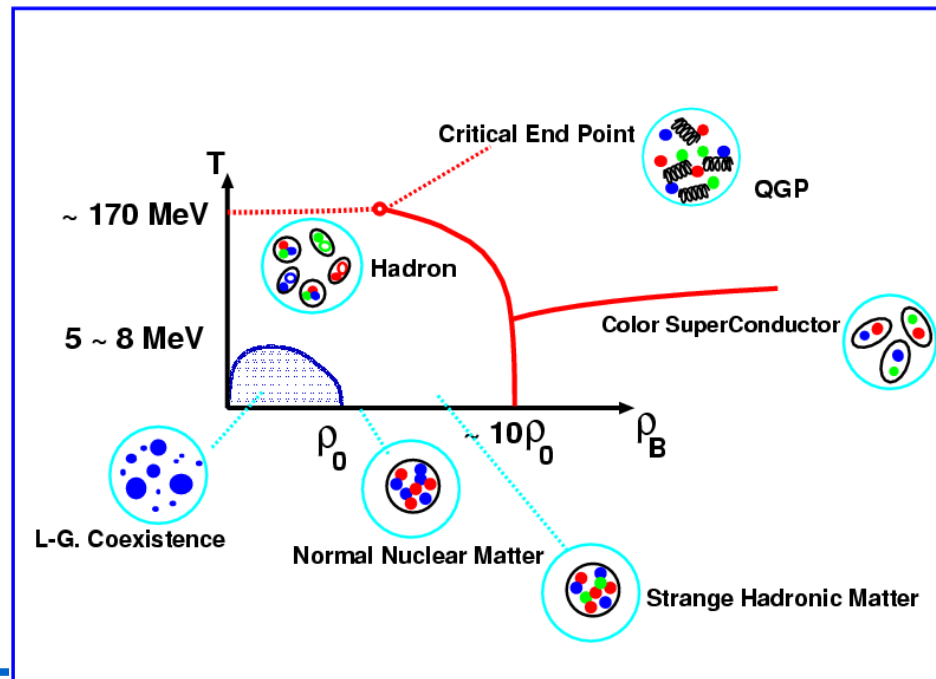 Critical End Point
T
QGP
~ 170 MeV
Hadron
5 ~ 8 MeV
Color SuperConductor
ρ0
~ 10ρ0
ρB
L-G. Coexistence
Normal Nuclear Matter
Strange Hadronic Matter